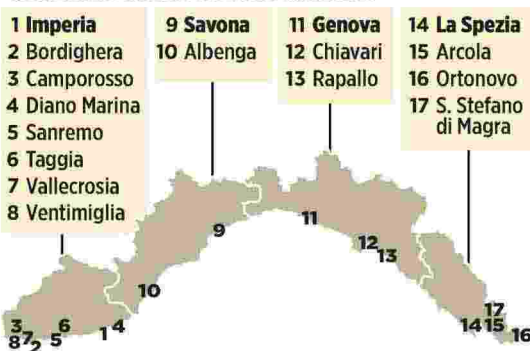 1 Imperia
2 Bordighera
3 Camporosso
4 Diano Marina
5 Sanremo
6 Taggia
7 Vallecrosia
8 Ventimiglia
9 Savona
10 Albenga
11 Genova
12 Chiavari
13 Rapallo
14 La Spezia
15 Arcola
16 Ortonovo
17 S. Stefano
di Magra
11
9
12
13
10
17
3
6
1 4
14 15
16
8 7
2
5